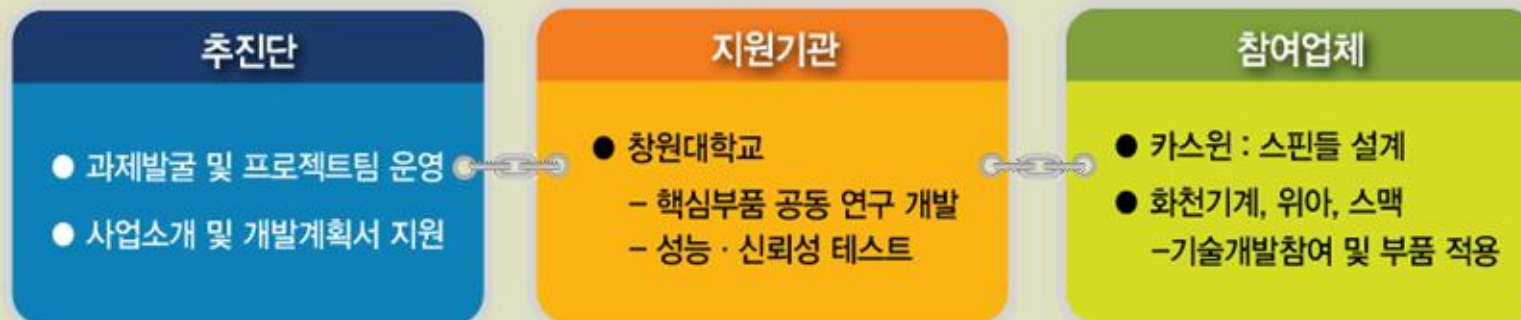 추진단
● 과제발굴 및 프로젝트팀 운영
● 사업소개 및 개발계획서 지원
지원기관
● 창원대학교
– 핵심부품 공동 연구 개발
– 성능 · 신뢰성 테스트
참여업체
● 카스윈 : 스핀들 설계
● 화천기계, 위아, 스맥
–기술개발참여 및 부품 적용